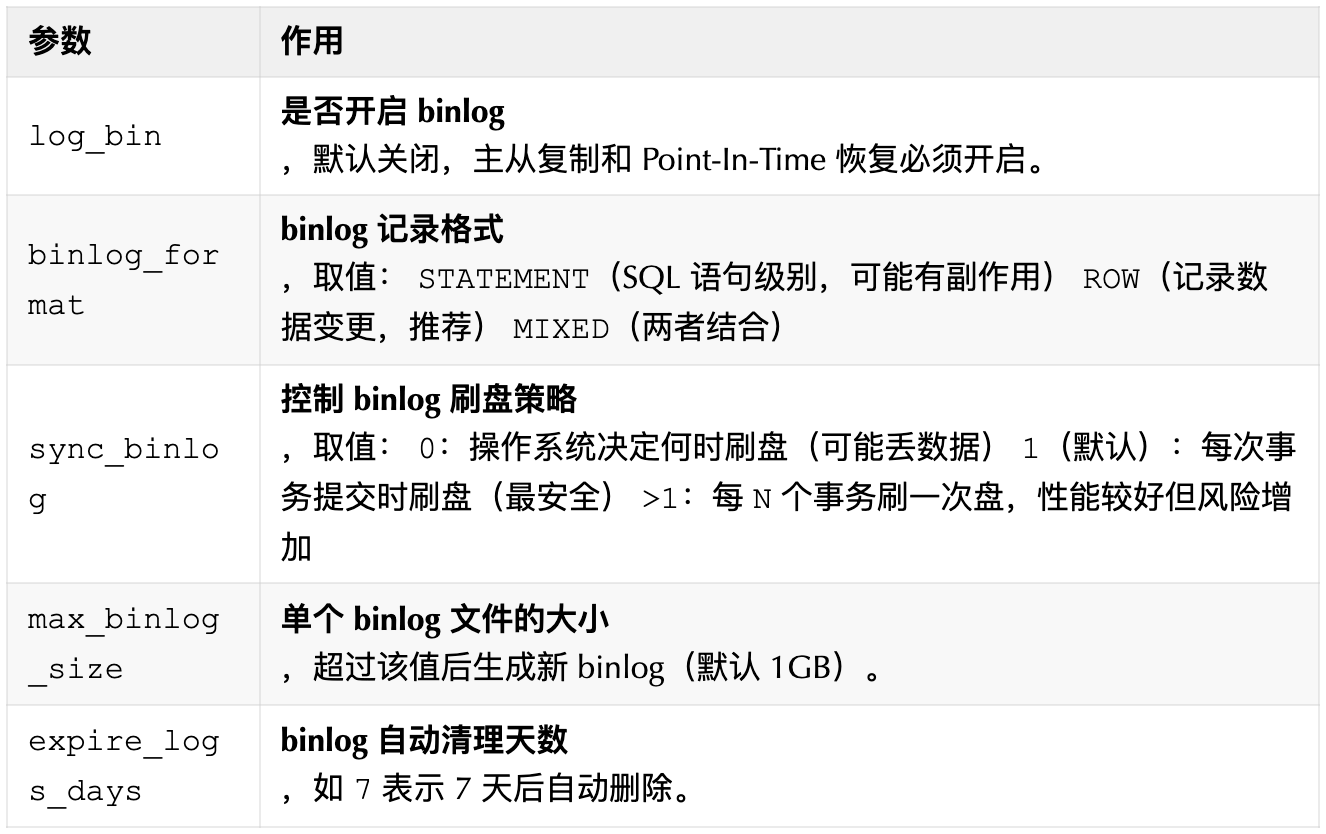 参数 作用
log_bin
是否开启 binlog
，默认关闭，主从复制和 Point-In-Time 恢复必须开启。
binlog_for
mat
binlog 记录格式
，取值： STATEMENT（SQL 语句级别，可能有副作用） ROW（记录数
据变更，推荐） MIXED（两者结合）
sync_binlo
g
控制 binlog 刷盘策略
，取值： 0：操作系统决定何时刷盘（可能丢数据） 1（默认）：每次事
务提交时刷盘（最安全） >1：每 N 个事务刷一次盘，性能较好但风险增
加
max_binlog
_size
单个 binlog 文件的大小
，超过该值后生成新 binlog（默认 1GB）。
expire_log
s_days
binlog 自动清理天数
，如 7 表示 7 天后自动删除。